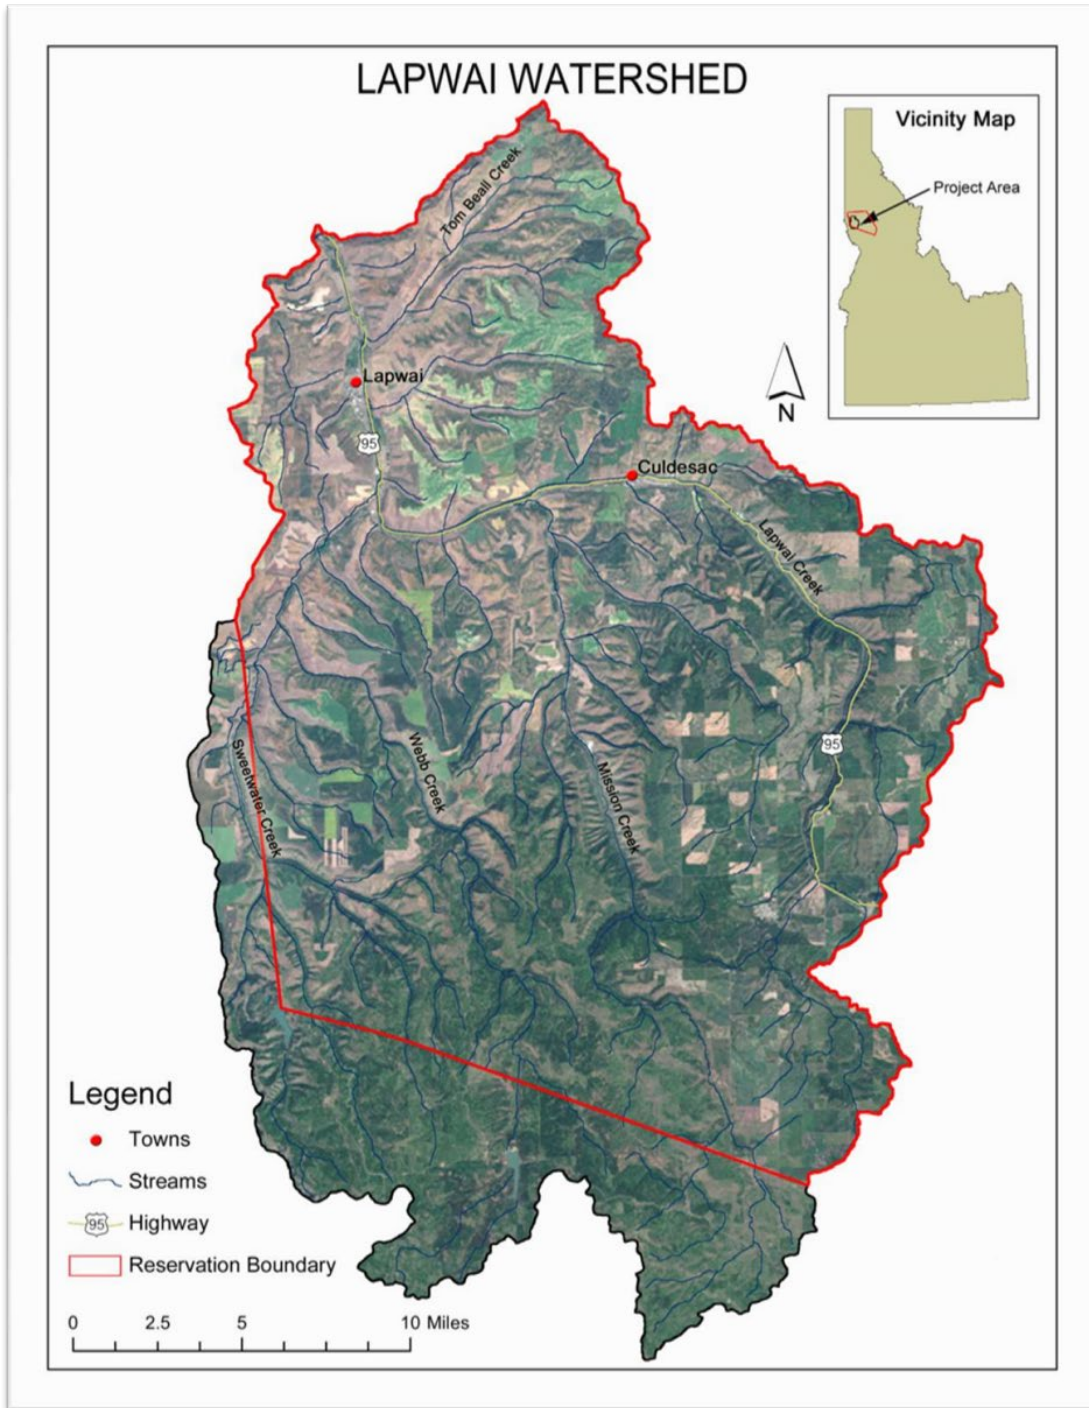 LAPWAI WATERSHED
Vicinity Map
Project Area
Tom Beall Creek
Lapwai
95
N
Culdesac
Lapwai Creek
95
Sweetwater Creek
Webb Creek
Mission Creek
Legend
Towns
Streams
95 Highway
Reservation Boundary
0 2.5 5 10 Miles